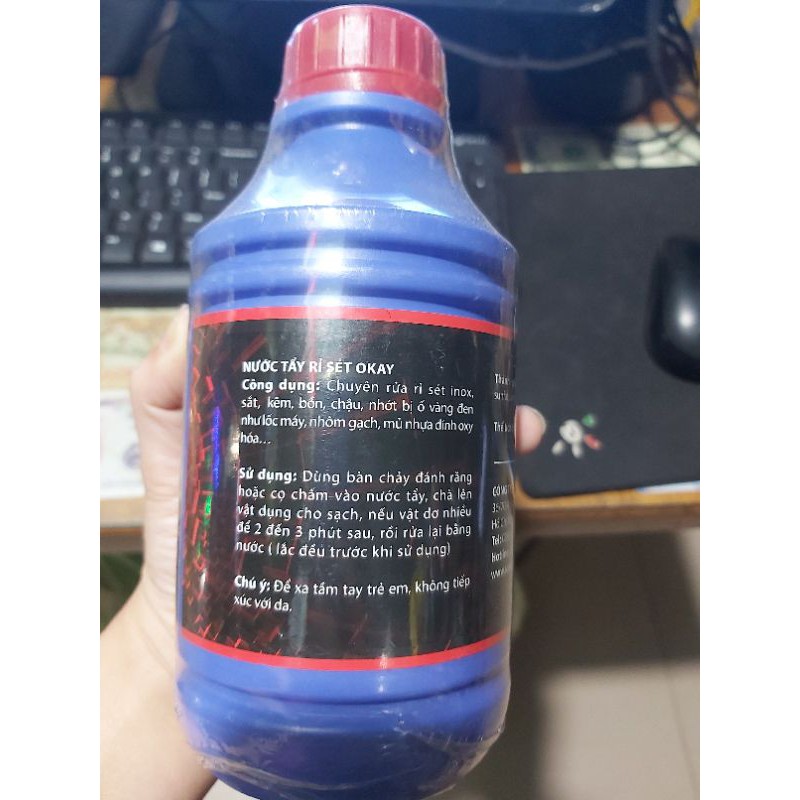 NƯỚC TẨY RỈ SÉT OKAY
Công dụng: Chuyên rửa rỉ sét inox,
sắt, kẽm, bồn, chậu, nhớt bị ố vàng đen
như lốc máy, nhôm gạch, mủ nhựa đính oxy
hóa...
Sử dụng: Dùng bàn chảy đánh răng
hoặc cọ chấm vào nước tẩy, chà lên
vật dụng cho sạch, nếu vật dơ nhiều
để 2 đến 3 phút sau, rồi rửa lại bằng
nước ( lắc đều trước khi sử dụng)
Chú ý: Để xa tầm tay trẻ em, không tiếp
xúc với da.
Tel: